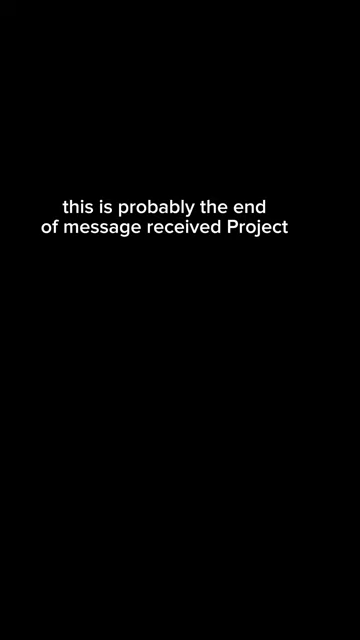 this is probably the end
of message received Project